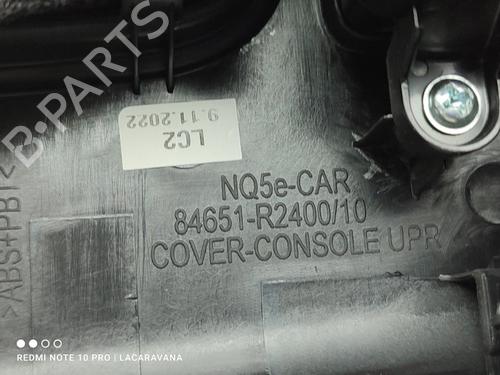 B-PARTS
LC2
9.11.2022
>ABS+PBT<
NQ5e-CAR
84651-R2400/10
COVER-CONSOLE UPR
REDMI NOTE 10 PRO | LACARAVANA